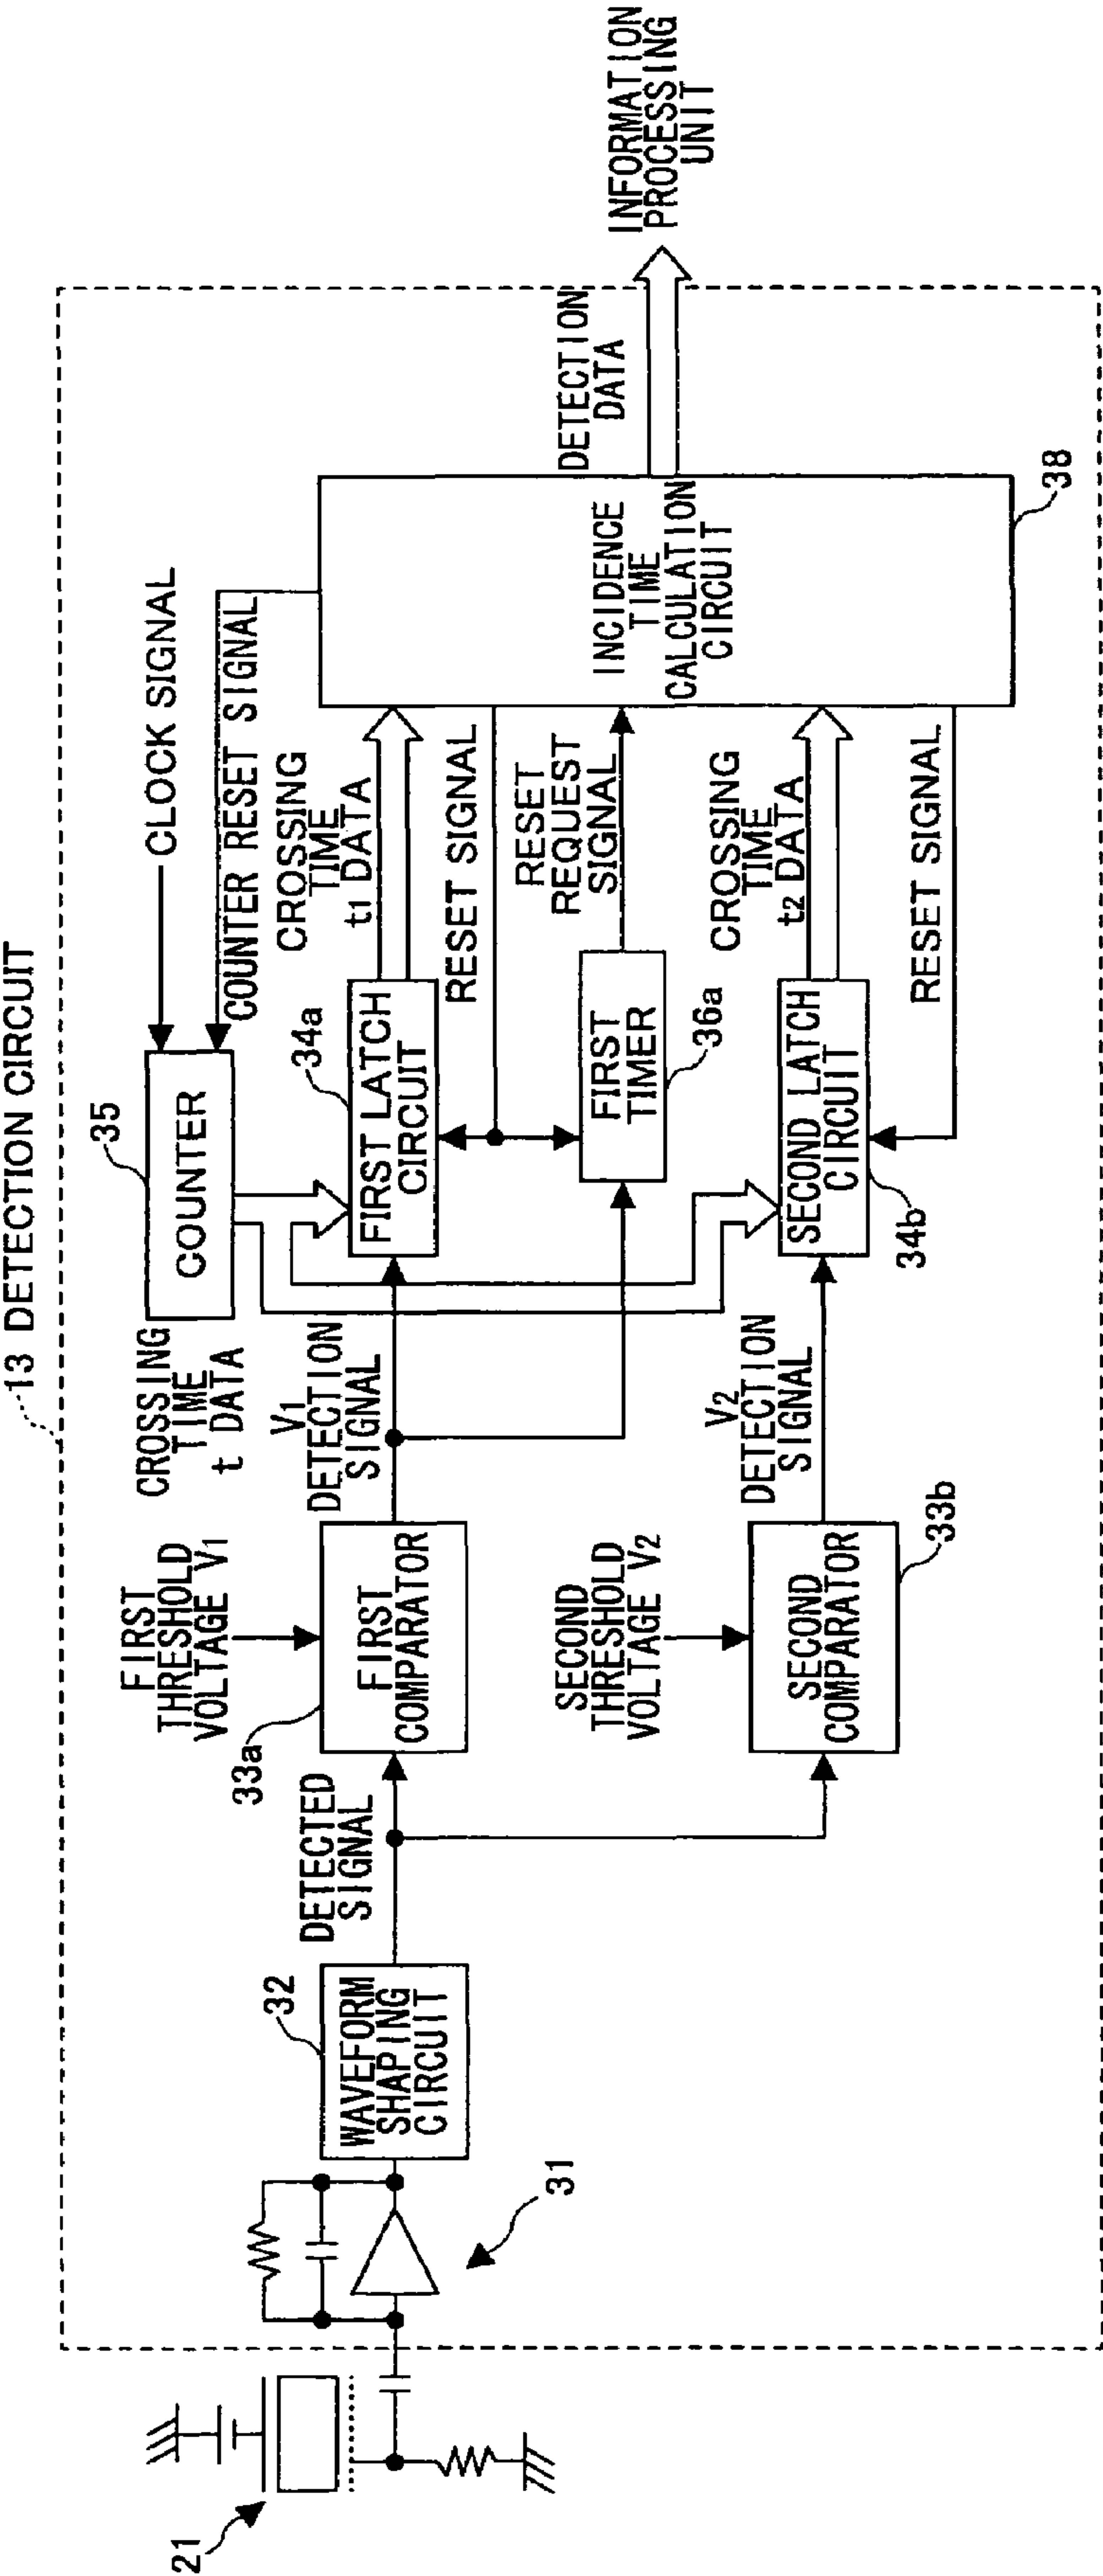 13 DETECTION CIRCUIT
21
31
32
WAVEFORM
SHAPING
CIRCUIT
DETECTED
SIGNAL
FIRST
THRESHOLD
VOLTAGE V1
33a
FIRST
COMPARATOR
SECOND
THRESHOLD
VOLTAGE V2
SECOND
COMPARATOR
33b
CROSSING
TIME
t DATA
V1
DETECTION
SIGNAL
V2
DETECTION
SIGNAL
35
COUNTER
CLOCK SIGNAL
COUNTER RESET SIGNAL
34a
FIRST LATCH
CIRCUIT
CROSSING
TIME
t1 DATA
RESET SIGNAL
FIRST
TIMER
36a
RESET
REQUEST
SIGNAL
SECOND LATCH
CIRCUIT
34b
CROSSING
TIME
t2 DATA
RESET SIGNAL
INCIDENCE
TIME
CALCULATION
CIRCUIT
38
DETECTION
DATA
INFORMATION
PROCESSING
UNIT